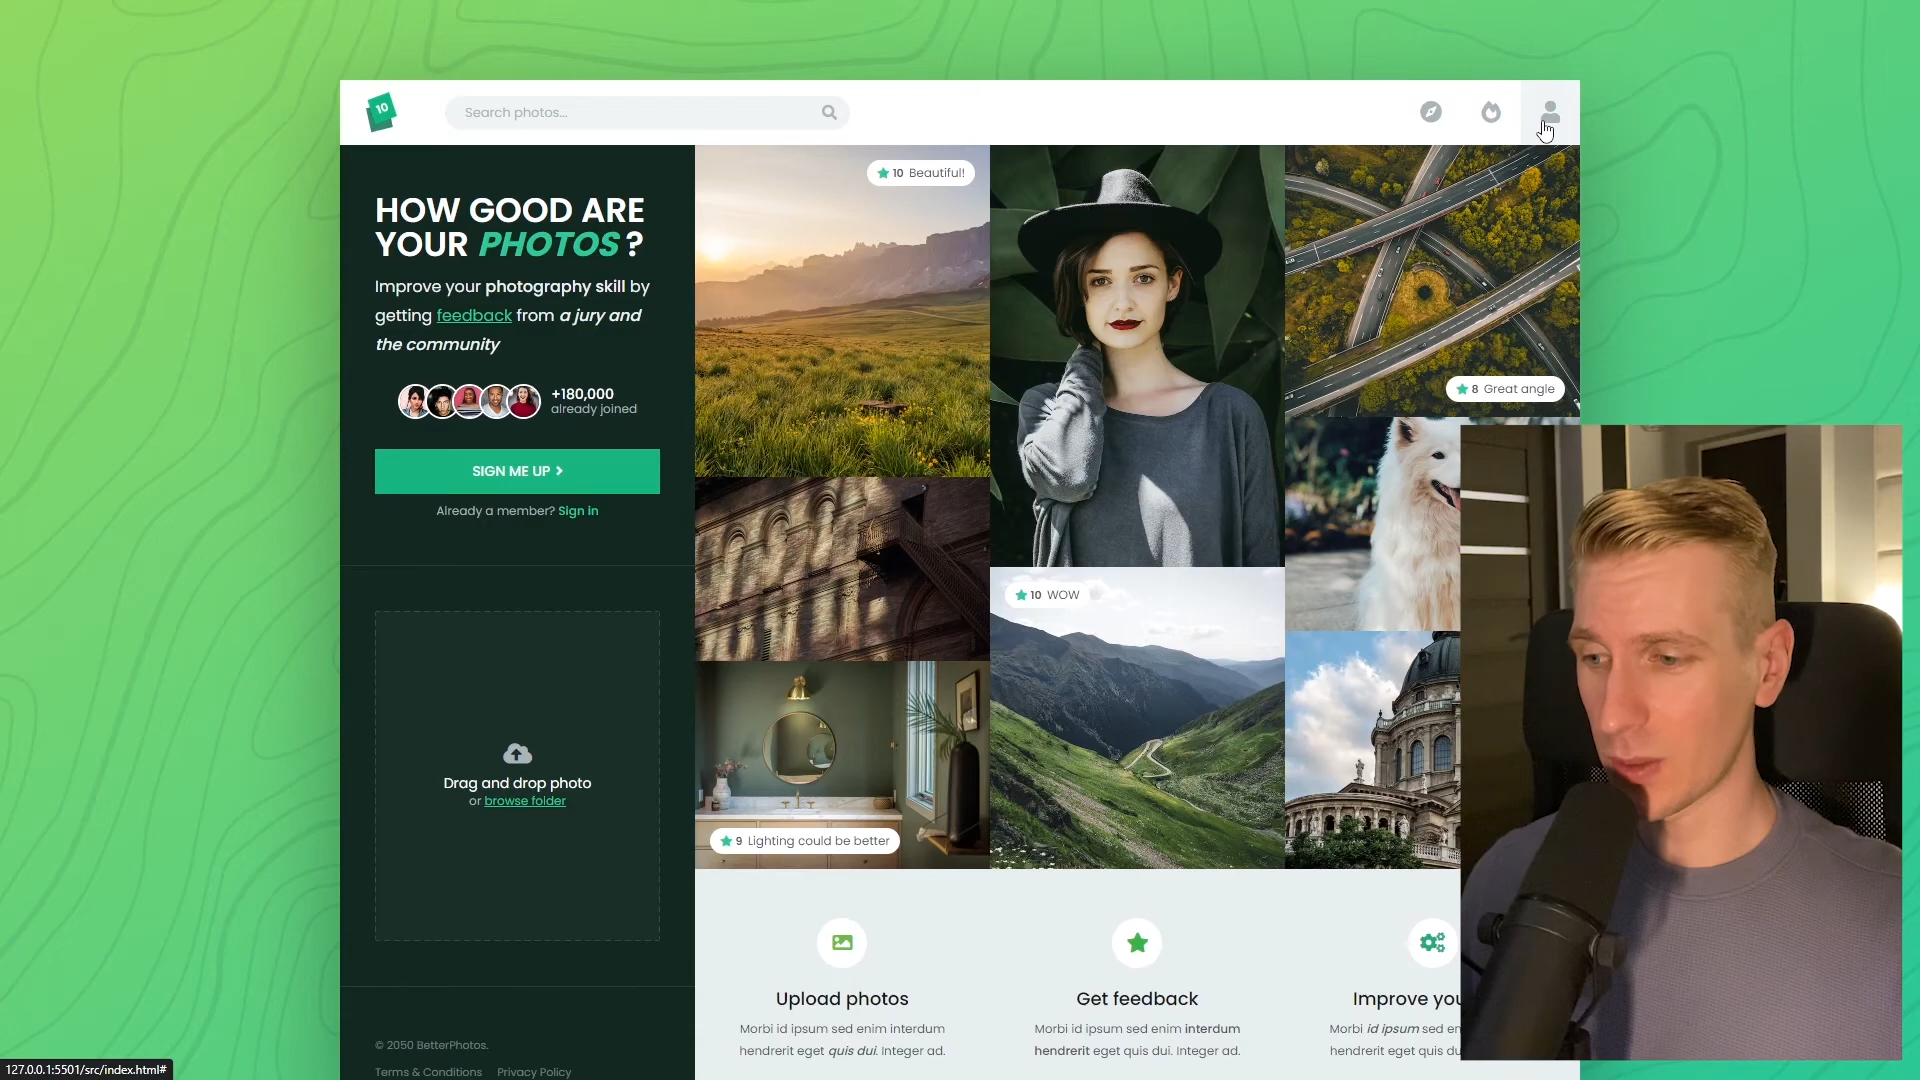 10
Search photos...
HOW GOOD ARE
YOUR PHOTOS ?
Improve your photography skill by
getting feedback from a jury and
the community
+180,000
already joined
SIGN ME UP
Already a member? Sign in
Drag and drop photo
or browse folder
© 2050 BetterPhotos.
Terms & Conditions Privacy Policy
10 Beautiful!
8 Great angle
10 WOW
9 Lighting could be better
Upload photos
Morbi id ipsum sed enim interdum
hendrerit eget quis dui. Integer ad.
Get feedback
Morbi id ipsum sed enim interdum
hendrerit eget quis dui. Integer ad.
Improve you
Morbi id ipsum sed en
hendrerit eget quis du
127.0.0.1:5501/src/index.html#